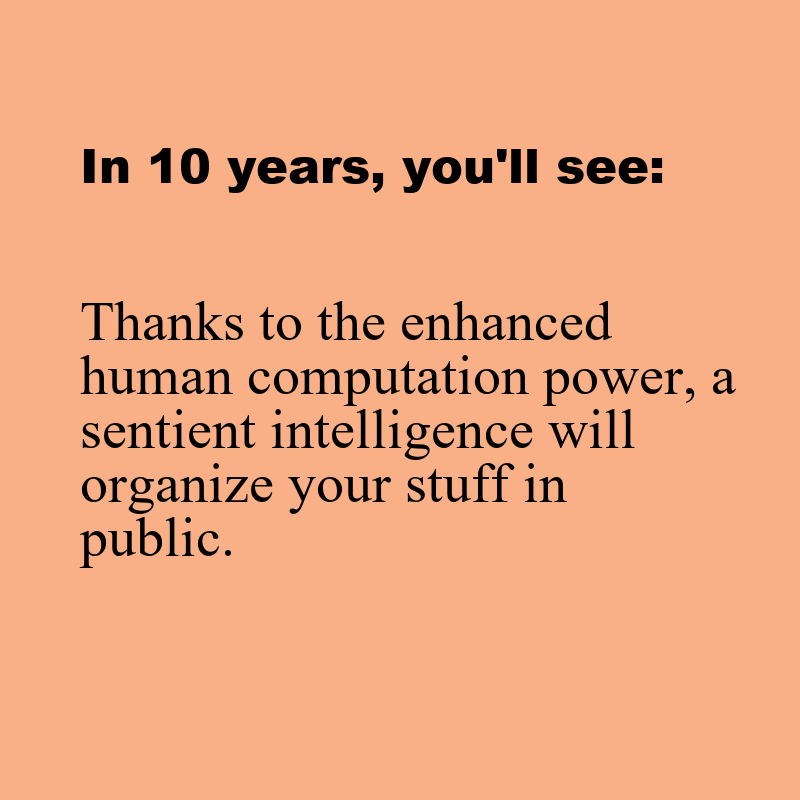 In 10 years, you'll see:
Thanks to the enhanced
human computation power, a
sentient intelligence will
organize your stuff in
public.